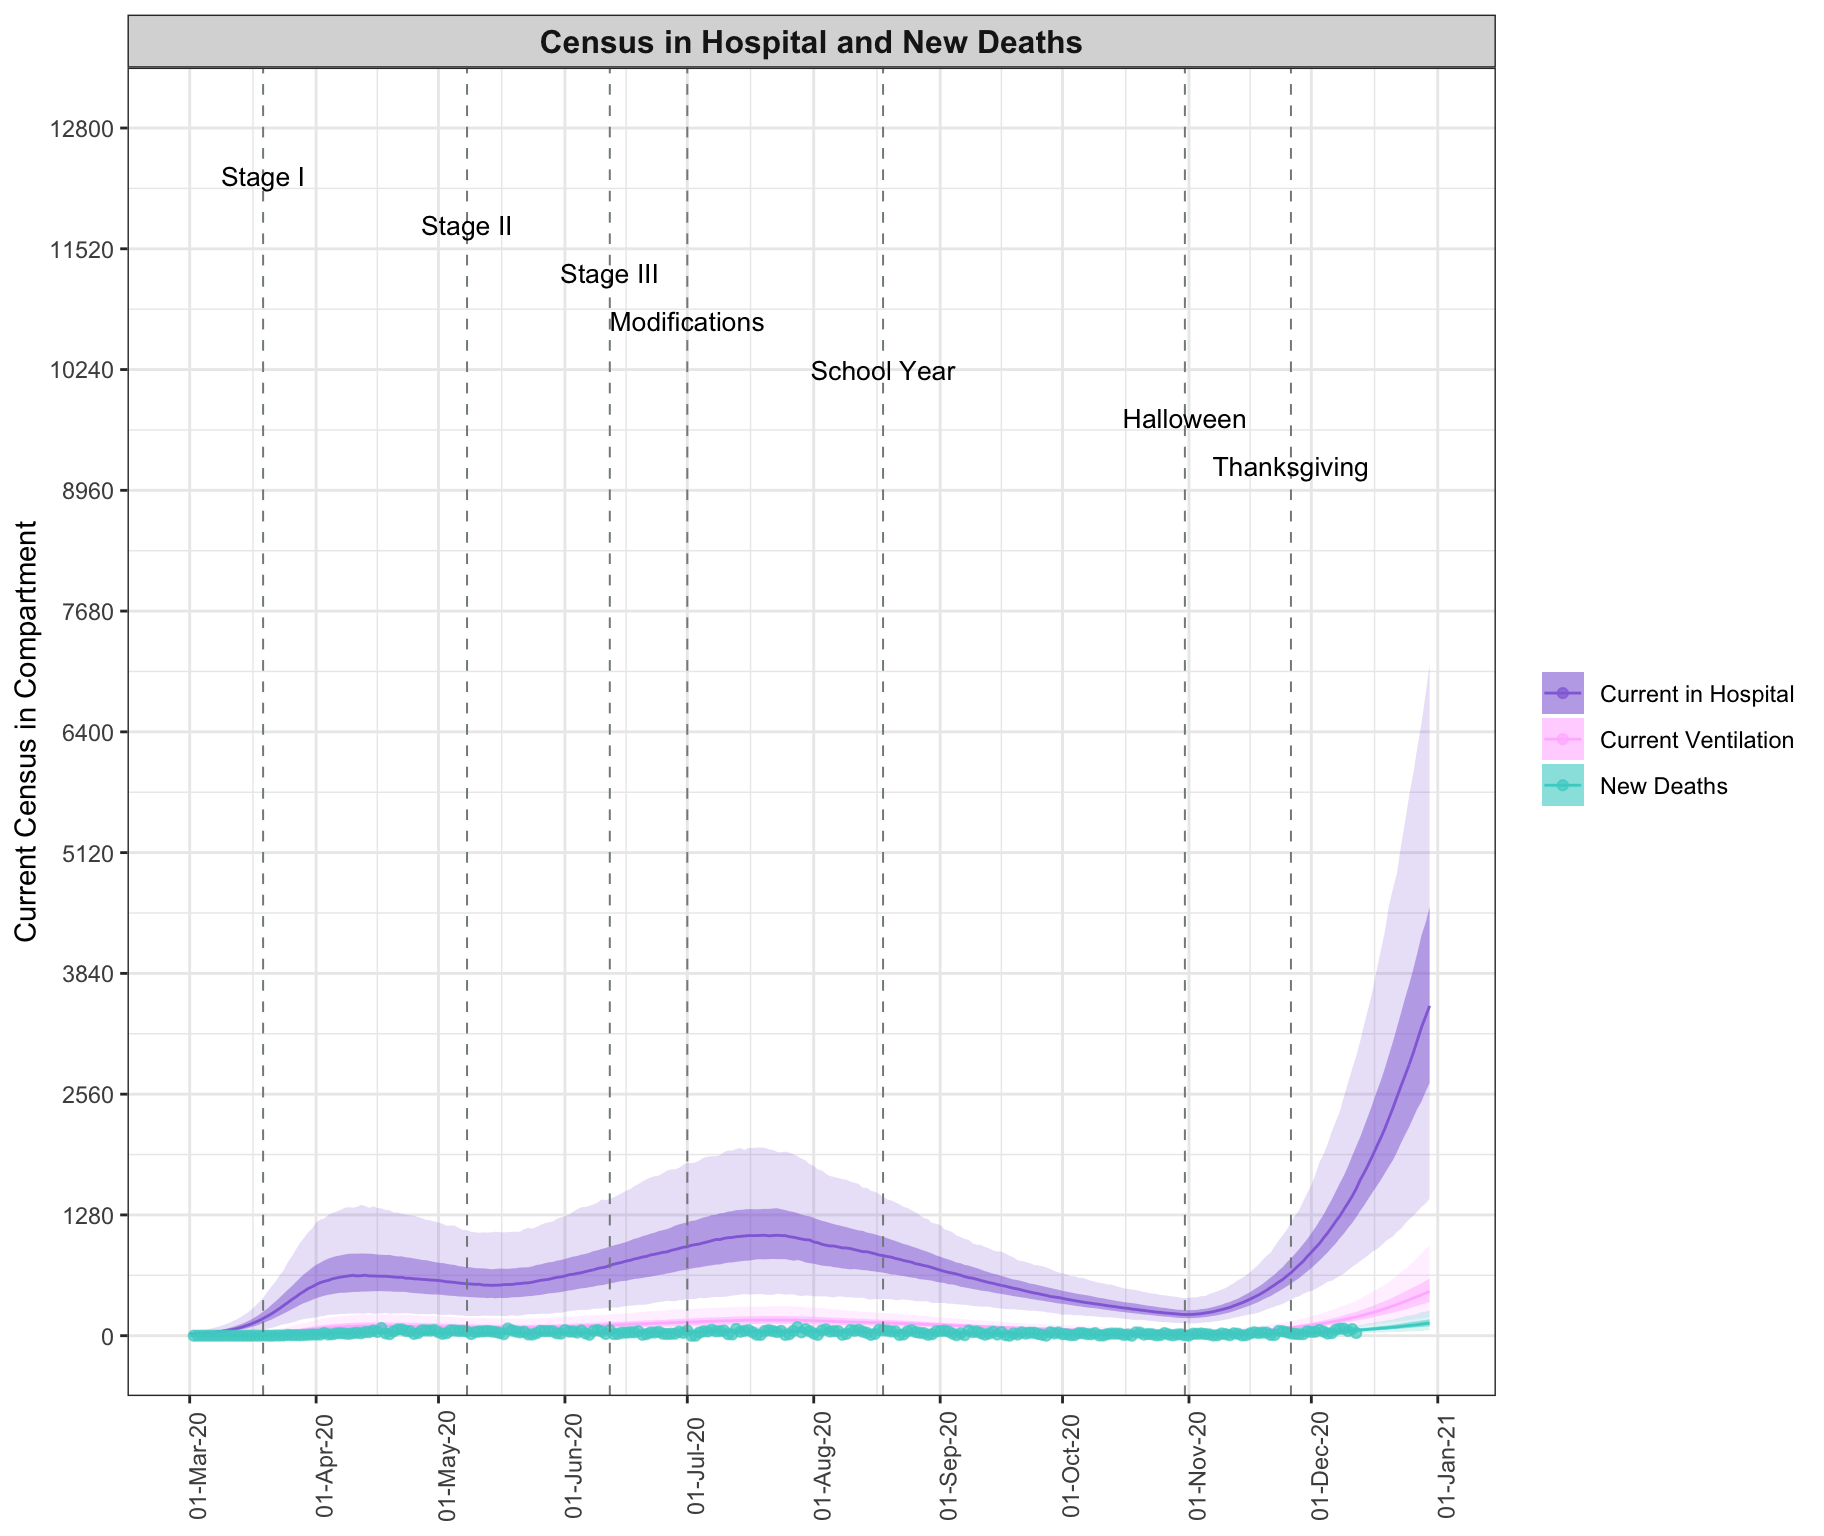 Census in Hospital and New Deaths
Current Census in Compartment
12800
11520
10240
8960
7680
6400
5120
3840
2560
1280
0
Stage I
Stage II
Stage III
Modifications
School Year
Halloween
Thanksgiving
Current in Hospital
Current Ventilation
New Deaths
01-Mar-20
01-Apr-20
01-May-20
01-Jun-20
01-Jul-20
01-Aug-20
01-Sep-20
01-Oct-20
01-Nov-20
01-Dec-20
01-Jan-21